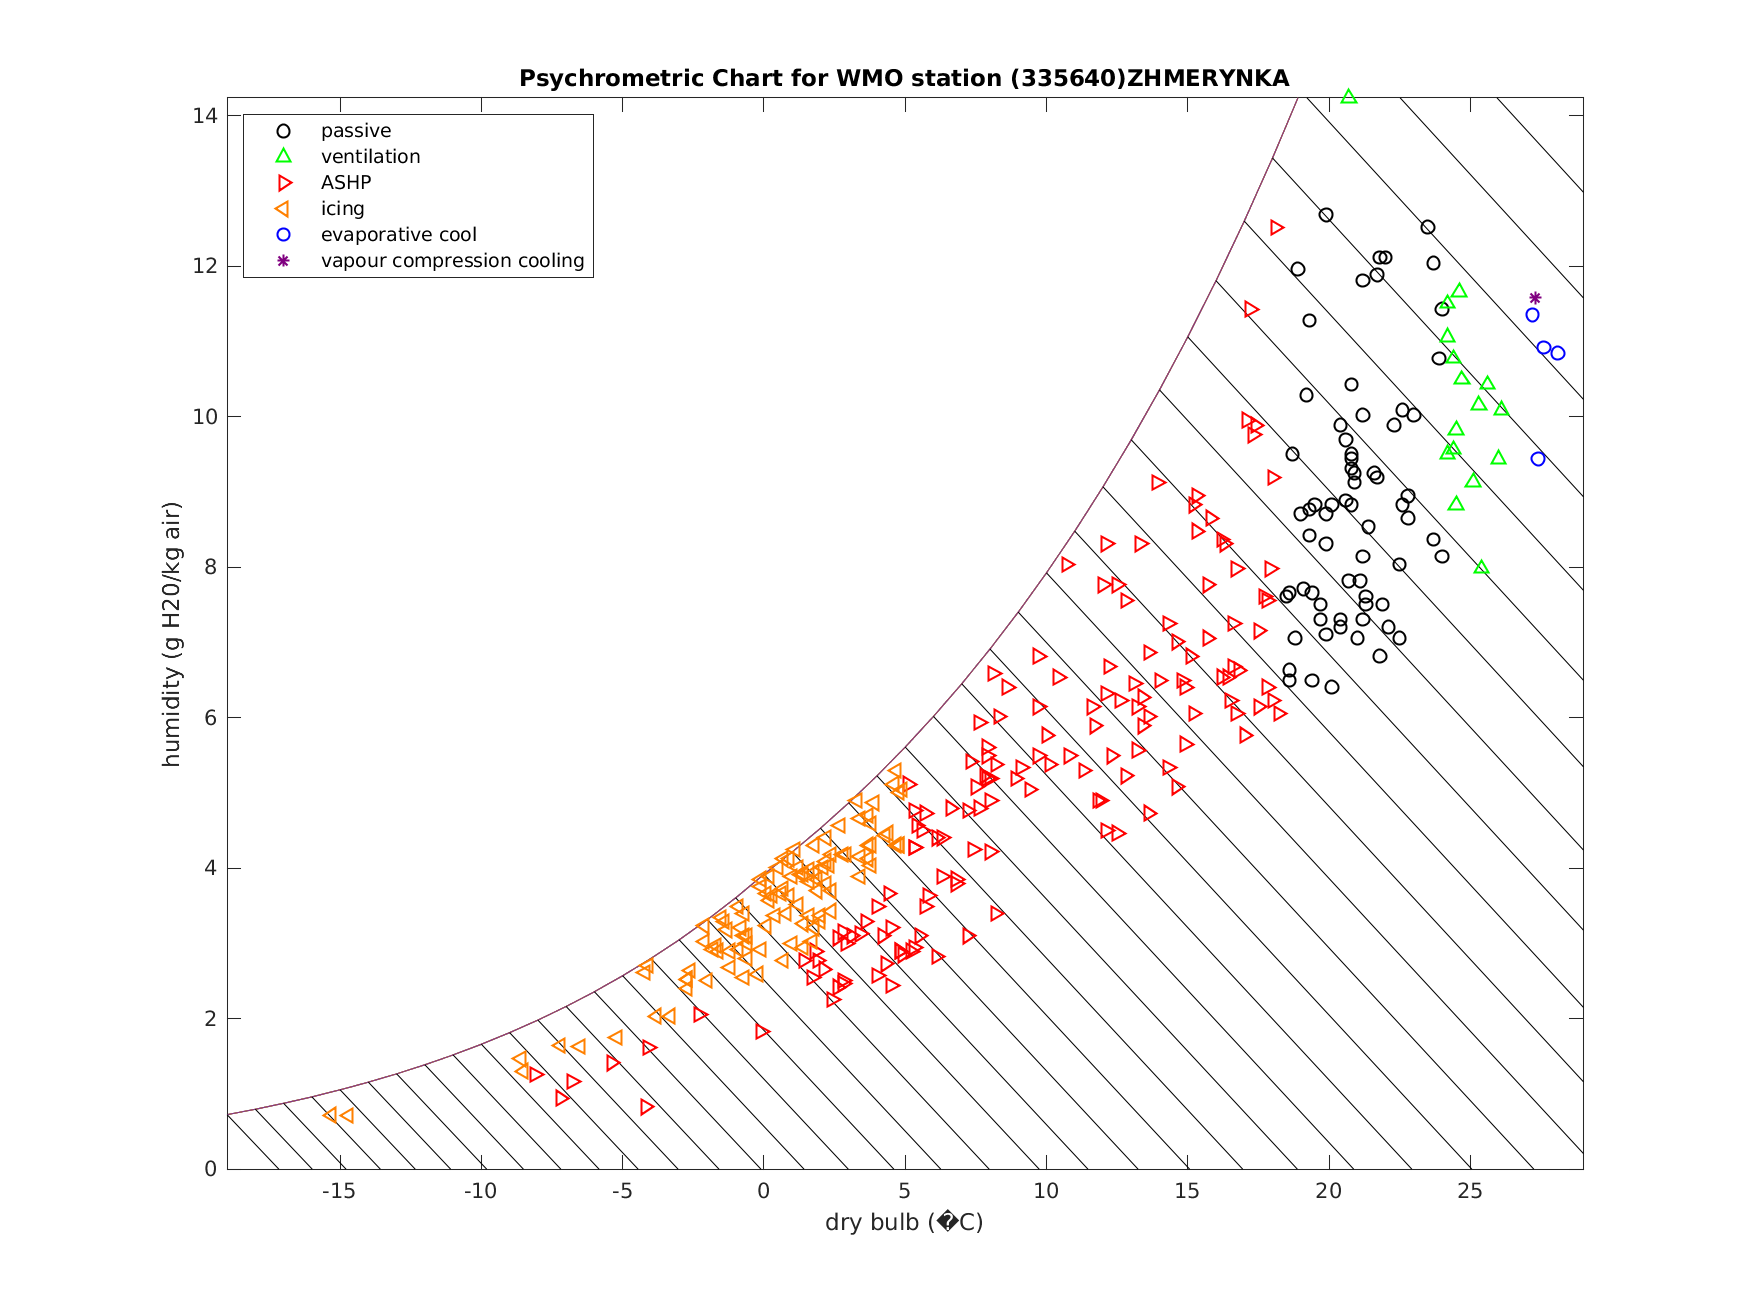 Psychrometric Chart for WMO station (335640)ZHMERYNKA
14
12
10
8
6
4
2
0
humidity (g H20/kg air)
passive
ventilation
ASHP
icing
evaporative cool
vapour compression cooling
-15 -10 -5 0 5 10 15 20 25
dry bulb (�C)